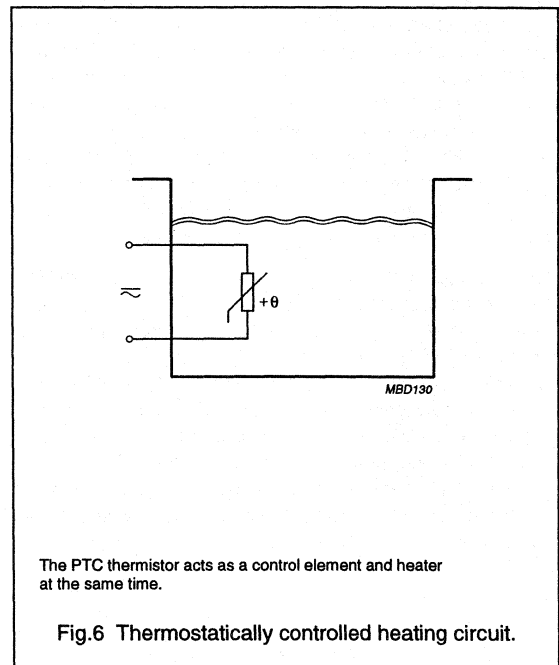 +θ
MBD130
The PTC thermistor acts as a control element and heater
at the same time.
Fig.6 Thermostatically controlled heating circuit.